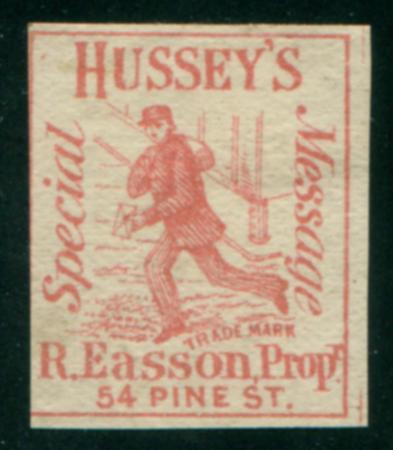 HUSSEY'S
Special
Message
TRADE MARK
R. Easson, Propr.
54 PINE ST.